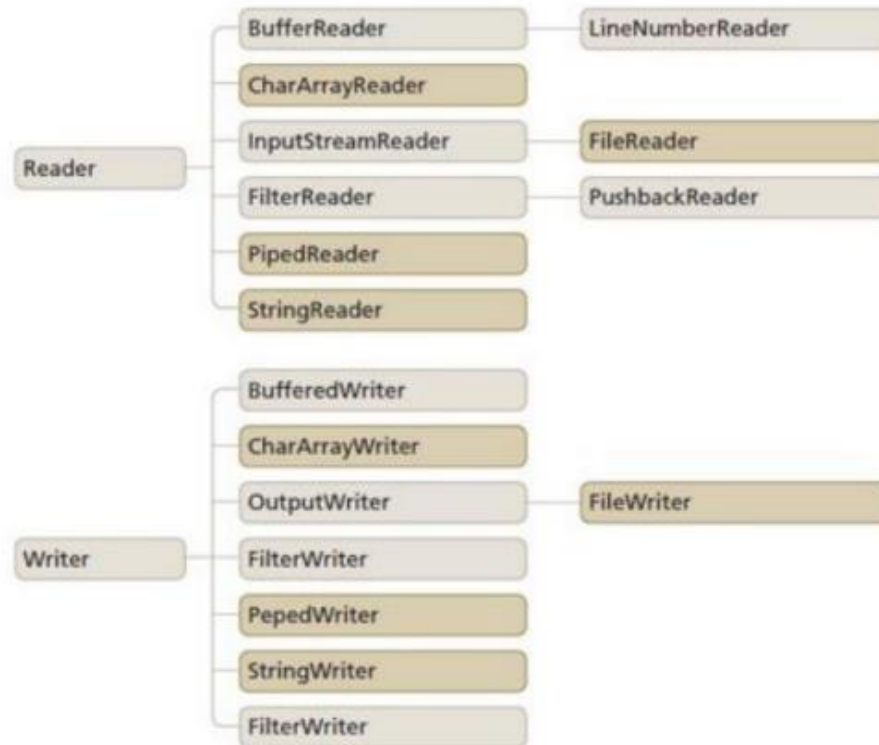 BufferReader
LineNumberReader
CharArrayReader
InputStreamReader
FileReader
Reader
FilterReader
PushbackReader
PipedReader
StringReader
BufferedWriter
CharArrayWriter
OutputWriter
FileWriter
Writer
FilterWriter
PepedWriter
StringWriter
FilterWriter